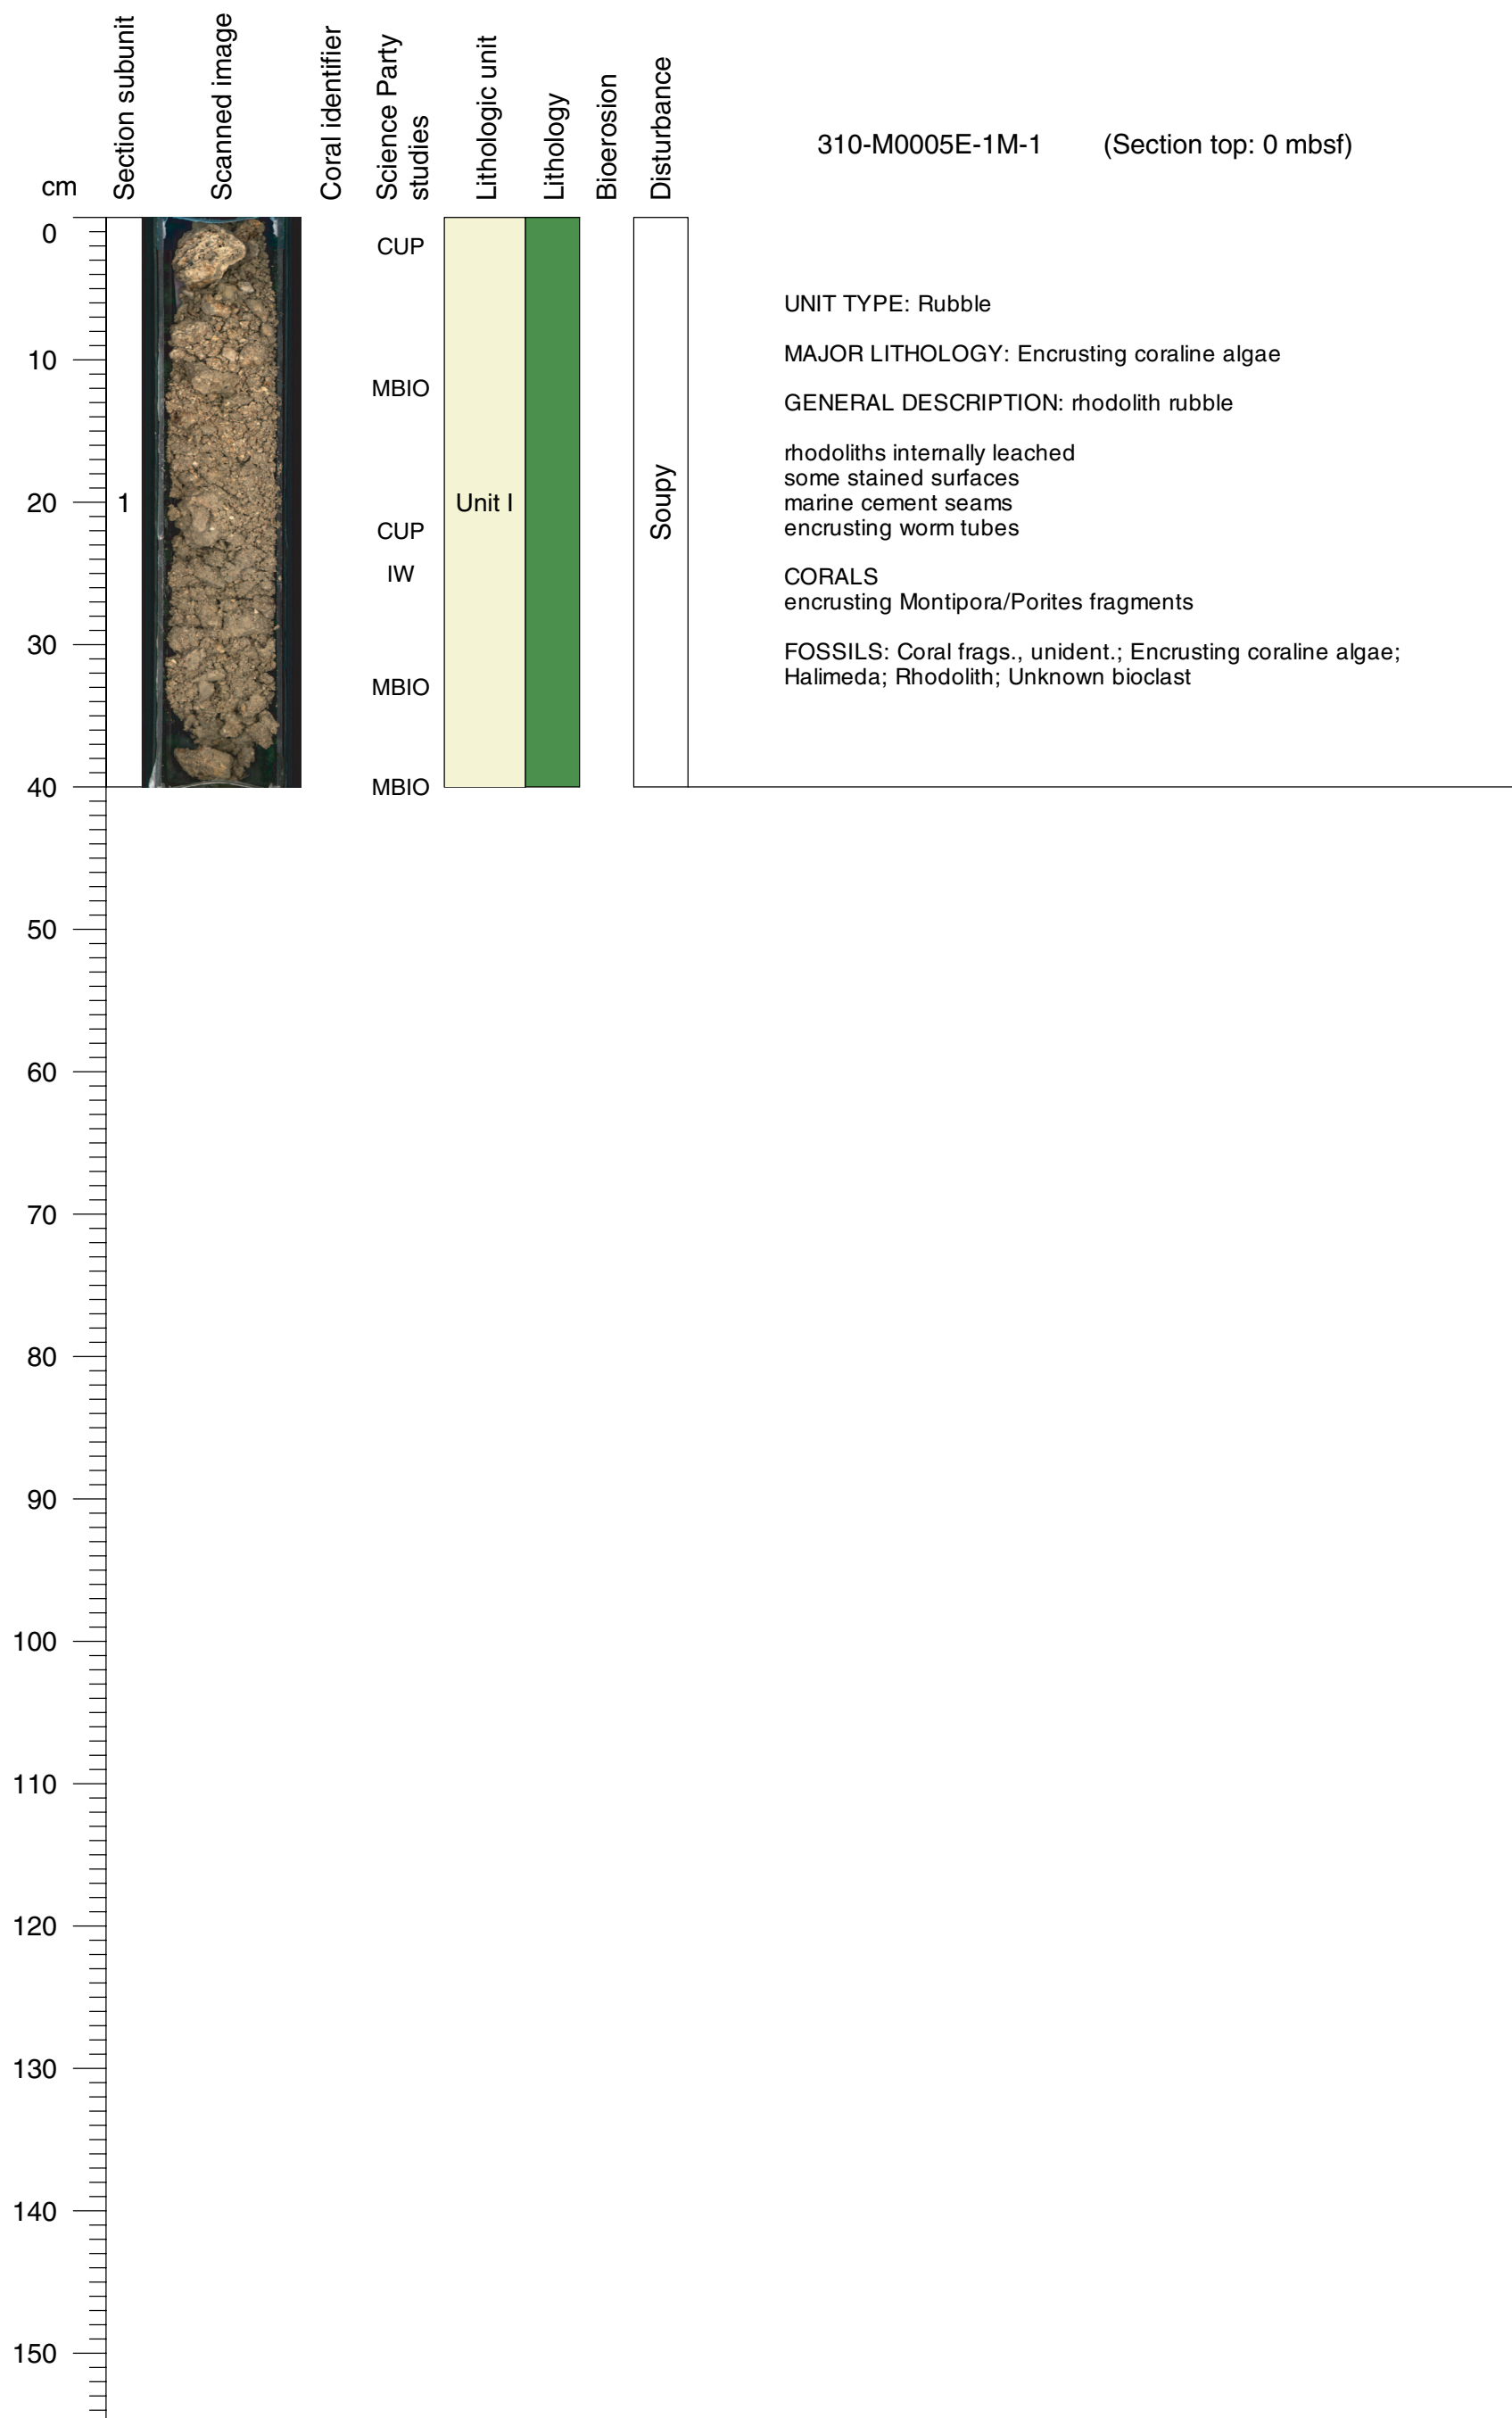 Section subunit
Scanned image
Coral identifier
Science Party
studies
Lithologic unit
Lithology
Bioerosion
Disturbance
310-M0005E-1M-1 (Section top: 0 mbsf)
cm
0
CUP
UNIT TYPE: Rubble
MAJOR LITHOLOGY: Encrusting coraline algae
10
MBIO
GENERAL DESCRIPTION: rhodolith rubble
rhodoliths internally leached
some stained surfaces
20
1
Unit I
Soupy
marine cement seams
CUP
encrusting worm tubes
IW
CORALS
encrusting Montipora/Porites fragments
30
FOSSILS: Coral frags., unident.; Encrusting coraline algae;
Halimeda; Rhodolith; Unknown bioclast
MBIO
40
MBIO
50
60
70
80
90
100
110
120
130
140
150